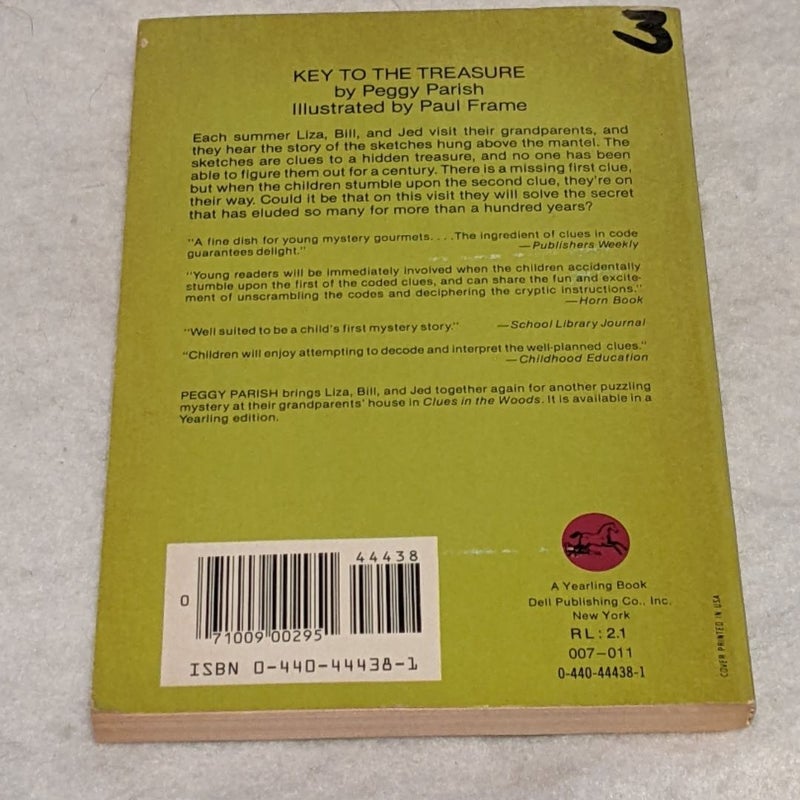 3
KEY TO THE TREASURE
by Peggy Parish
Illustrated by Paul Frame
Each summer Liza, Bill, and Jed visit their grandparents, and
they hear the story of the sketches hung above the mantel. The
sketches are clues to a hidden treasure, and no one has been
able to figure them out for a century. There is a missing first clue,
but when the children stumble upon the second clue, they're on
their way. Could it be that on this visit they will solve the secret
that has eluded so many for more than a hundred years?
"A fine dish for young mystery gourmets. . . .The ingredient of clues in code
guarantees delight." —Publishers Weekly
"Young readers will be immediately involved when the children accidentally
stumble upon the first of the coded clues, and can share the fun and excite-
ment of unscrambling the codes and deciphering the cryptic instructions."
—Horn Book
"Well suited to be a child's first mystery story." —School Library Journal
"Children will enjoy attempting to decode and interpret the well-planned clues."
—Childhood Education
PEGGY PARISH brings Liza, Bill, and Jed together again for another puzzling
mystery at their grandparents' house in Clues in the Woods. It is available in a
Yearling edition.
44438
0
71009 00295
ISBN 0-440-44438-1
A Yearling Book
Dell Publishing Co., Inc.
New York
RL: 2.1
007–011
0-440-44438-1
COVER PRINTED IN USA